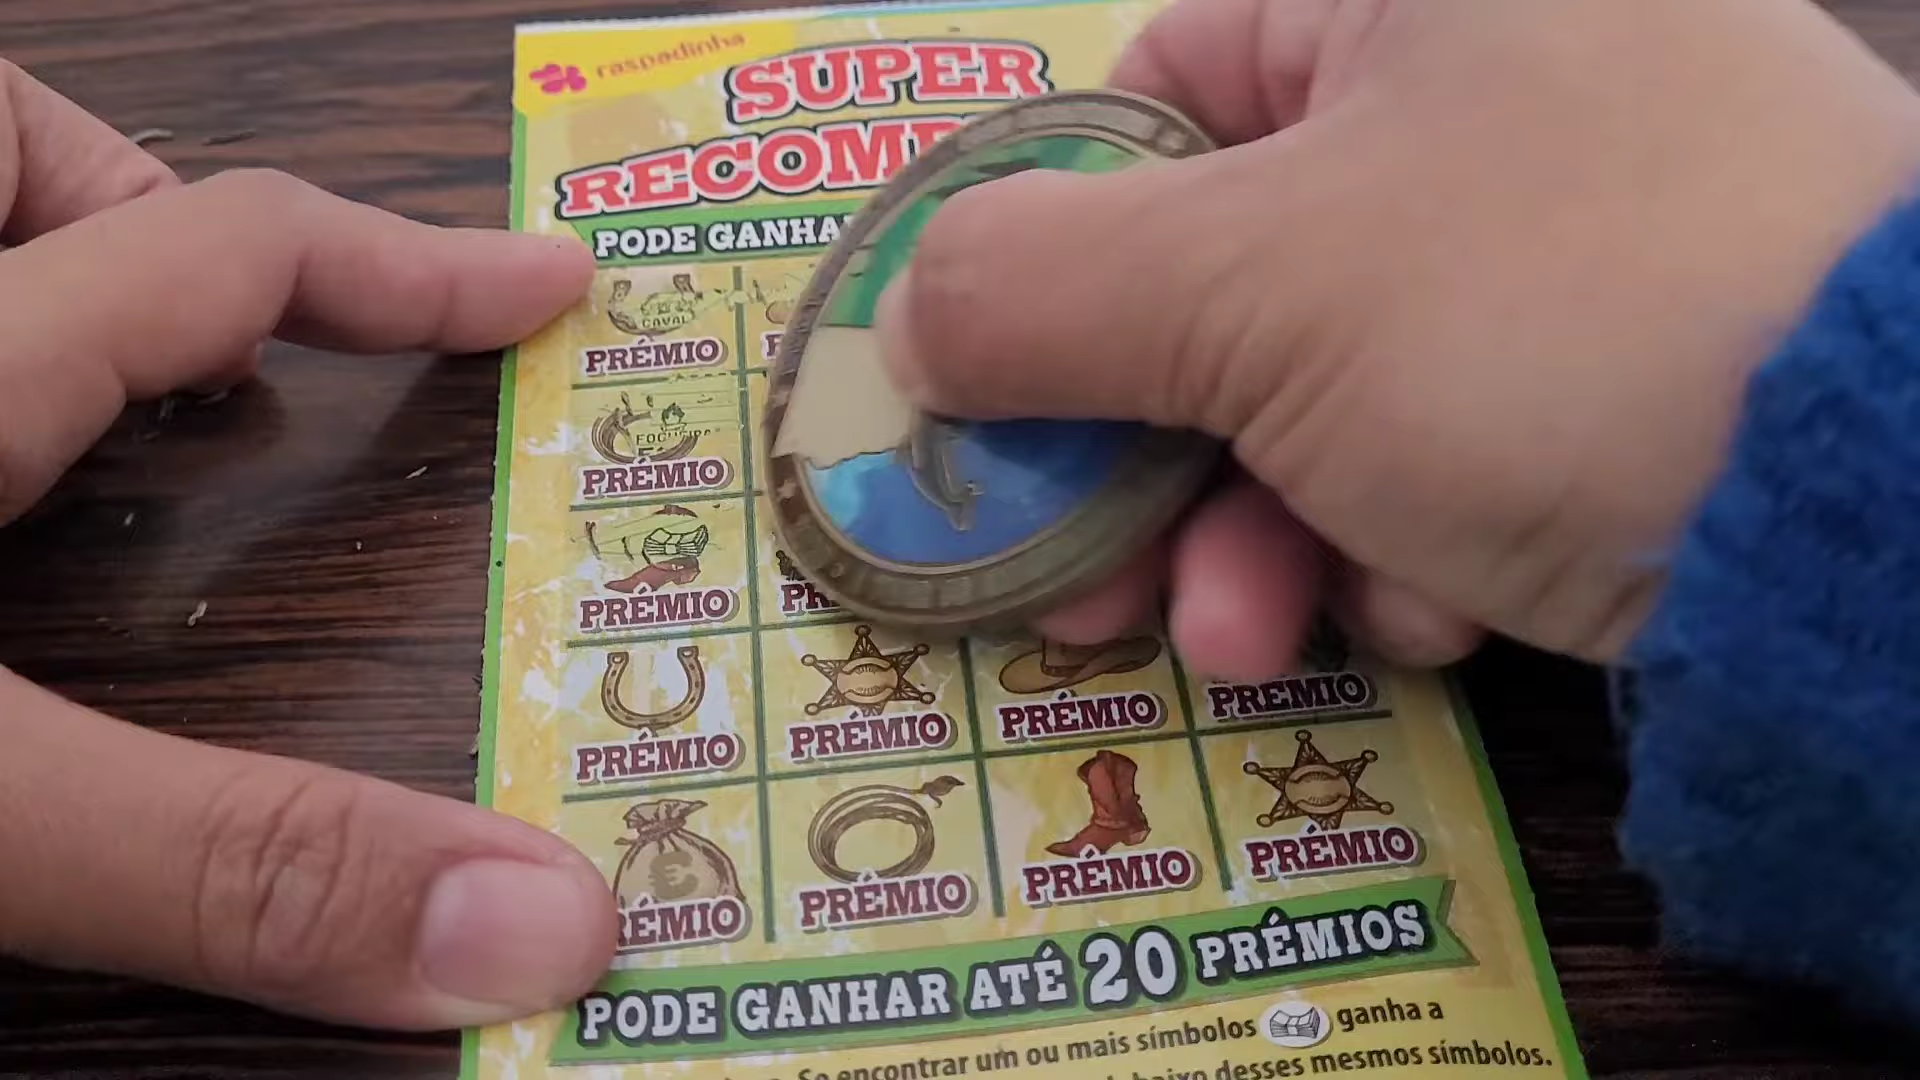 raspadinha
SUPER
RECOM
PODE GANHA
CAVAL
PRÉMIO
PRÉMIO
PRÉMIO
PRÉMIO PRÉMIO PRÉMIO PRÉMIO
PRÉMIO PRÉMIO PRÉMIO PRÉMIO
PODE GANHAR ATÉ 20 PRÉMIOS
Se encontrar um ou mais símbolos ganha a
desses mesmos símbolos.